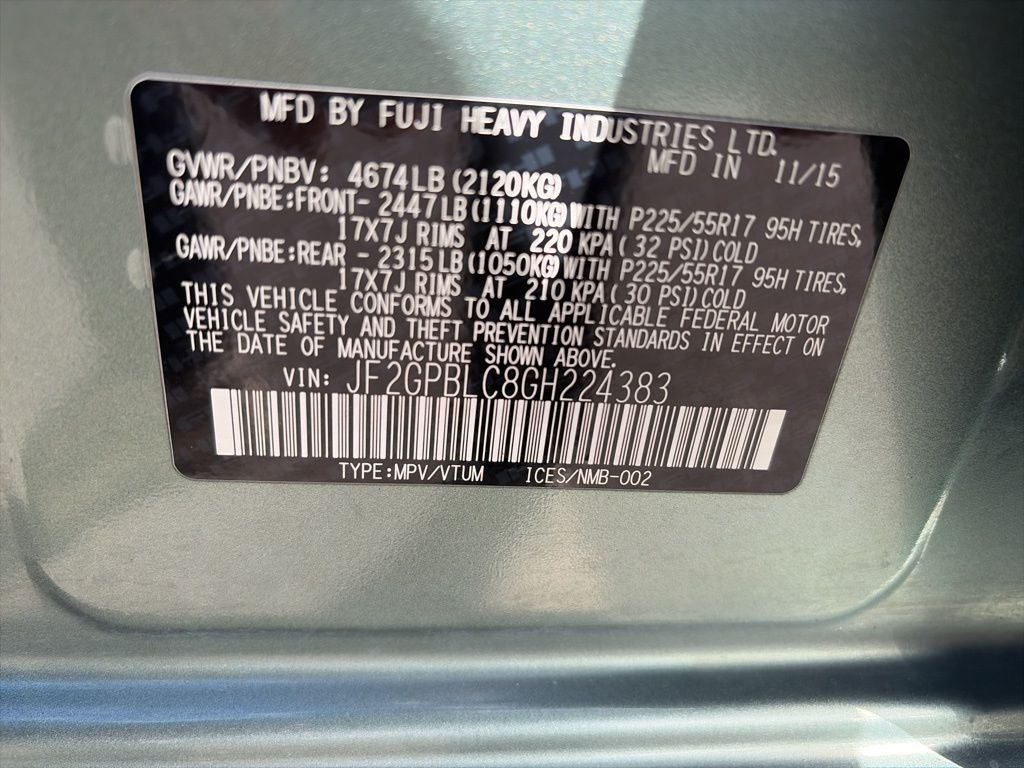 MFD BY FUJI HEAVY INDUSTRIES LTD.
MFD IN 11/15
GVWR/PNBV: 4674LB(2120KG)
GAWR/PNBE:FRONT- 2447LB(1110KG)WITH P225/55R17 95H TIRES,
17X7J RIMS AT 220 KPA(32 PSI)COLD
GAWR/PNBE:REAR - 2315LB(1050KG)WITH P225/55R17 95H TIRES,
17X7J RIMS AT 210 KPA(30 PSI)COLD
THIS VEHICLE CONFORMS TO ALL APPLICABLE FEDERAL MOTOR
VEHICLE SAFETY AND THEFT PREVENTION STANDARDS IN EFFECT ON
THE DATE OF MANUFACTURE SHOWN ABOVE.
VIN: JF2GPBLC8GH224383
TYPE:MPV/VTUM ICES/NMB-002